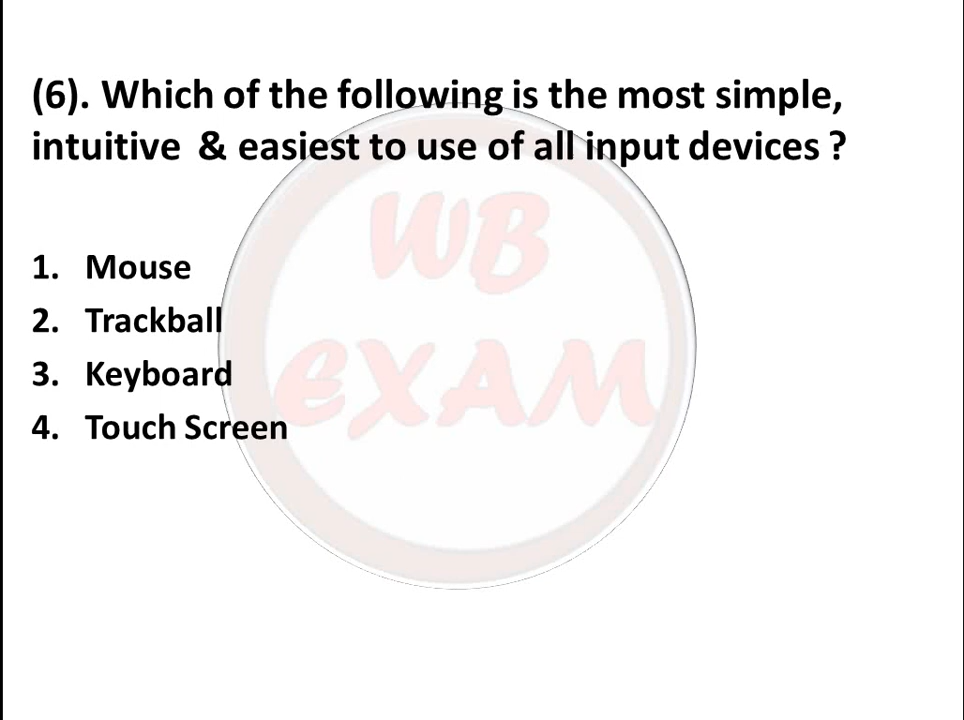 (6). Which of the following is the most simple,
intuitive & easiest to use of all input devices ?
WB
EXAM
1. Mouse
2. Trackball
3. Keyboard
4. Touch Screen